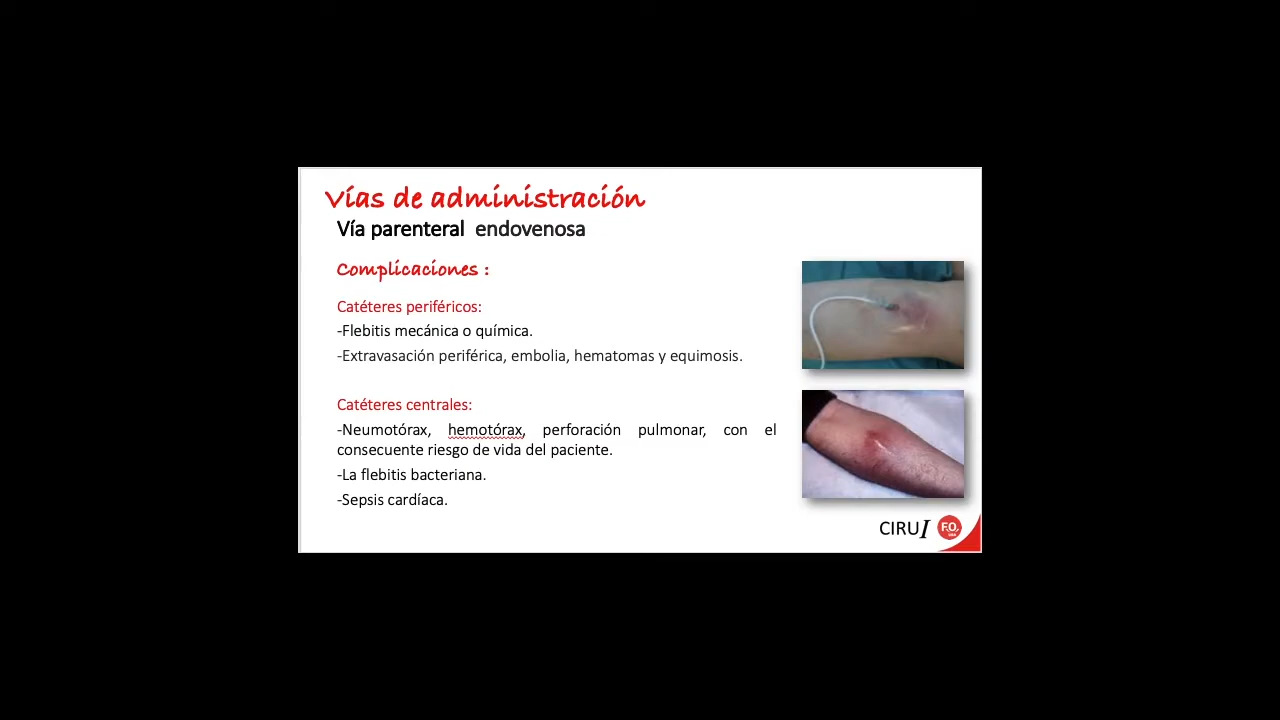 Vías de administración
Vía parenteral endovenosa
Complicaciones :
Catéteres periféricos:
-Flebitis mecánica o química.
-Extravasación periférica, embolia, hematomas y equimosis.
Catéteres centrales:
-Neumotórax, hemotórax, perforación pulmonar, con el
consecuente riesgo de vida del paciente.
-La flebitis bacteriana.
-Sepsis cardíaca.
CIRUI F.O.